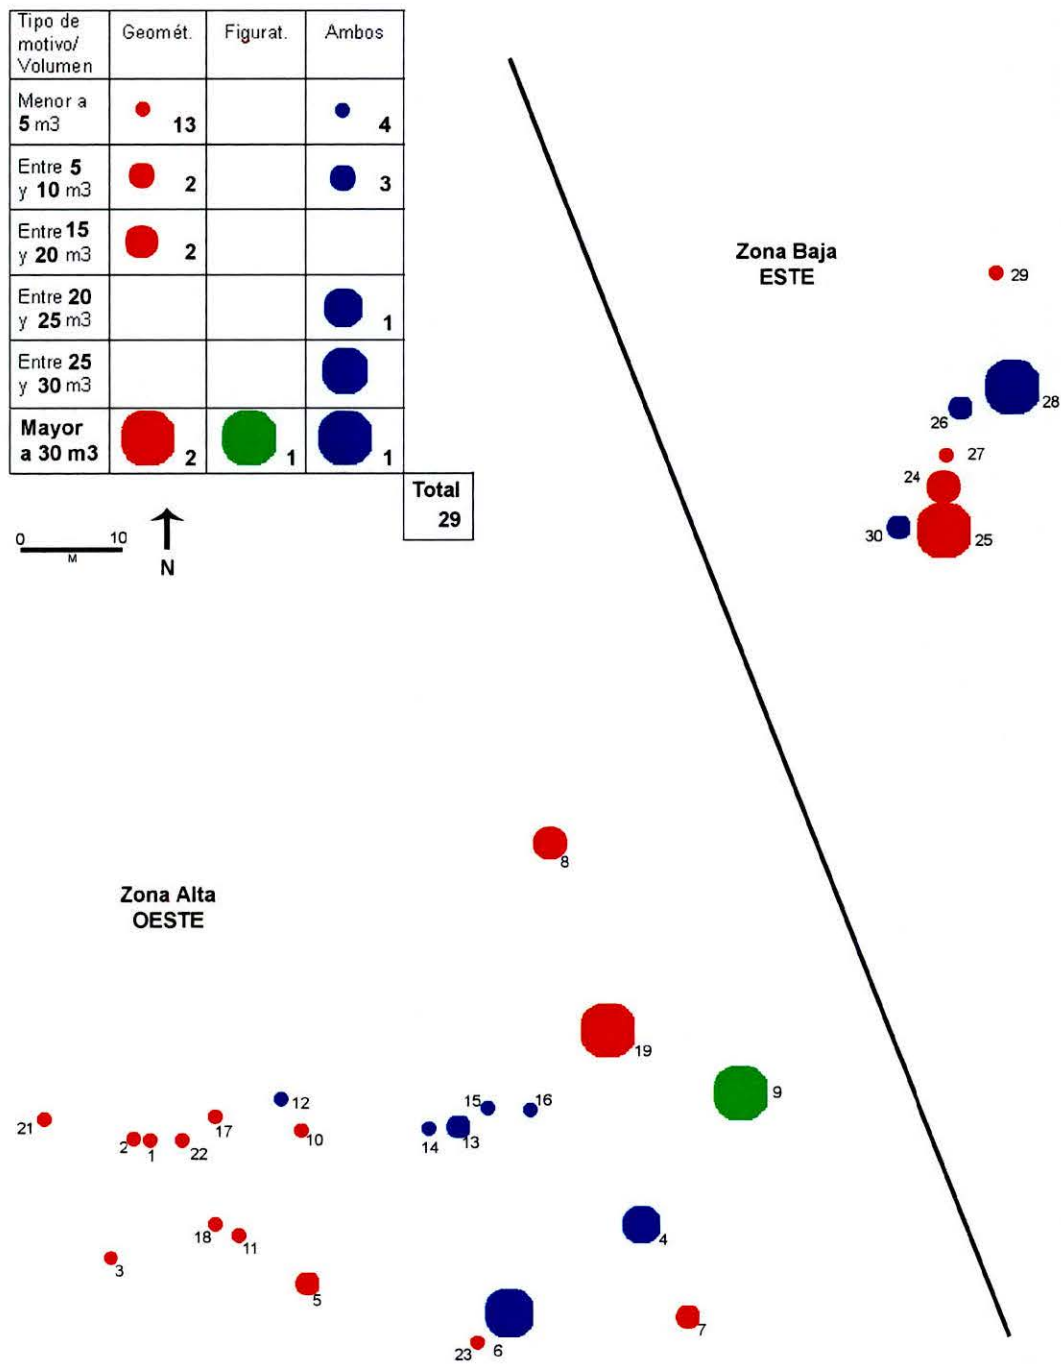 Tipo de
motivo/
Volumen
Geomét.
Figurat.
Ambos
Menor a
5 m3
13
4
Entre 5
y 10 m3
2
3
Entre 15
y 20 m3
2
Entre 20
y 25 m3
1
Entre 25
y 30 m3
Mayor
a 30 m3
2
1
1
Total
29
0
10
M
N
Zona Baja
ESTE
29
28
26
27
24
30
25
8
Zona Alta
OESTE
19
9
12
15
16
21
17
10
14
13
2
1
22
18
11
4
3
5
7
6
23